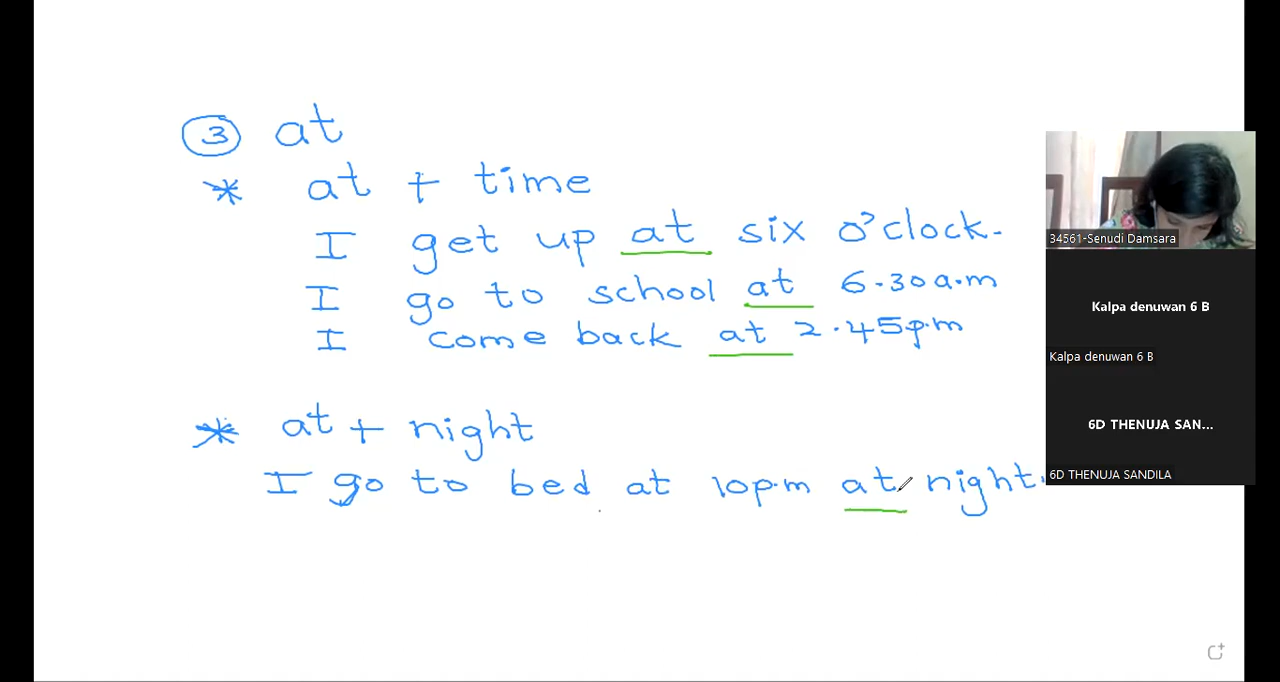 ③ at
* at + time
I get up at six o'clock.
I go to school at 6.30a.m
I come back at 2.45p.m
* at + night
I go to bed at 10p.m at night.
34561-Senudi Damsara
Kalpa denuwan 6 B
Kalpa denuwan 6 B
6D THENUJA SAN...
6D THENUJA SANDILA